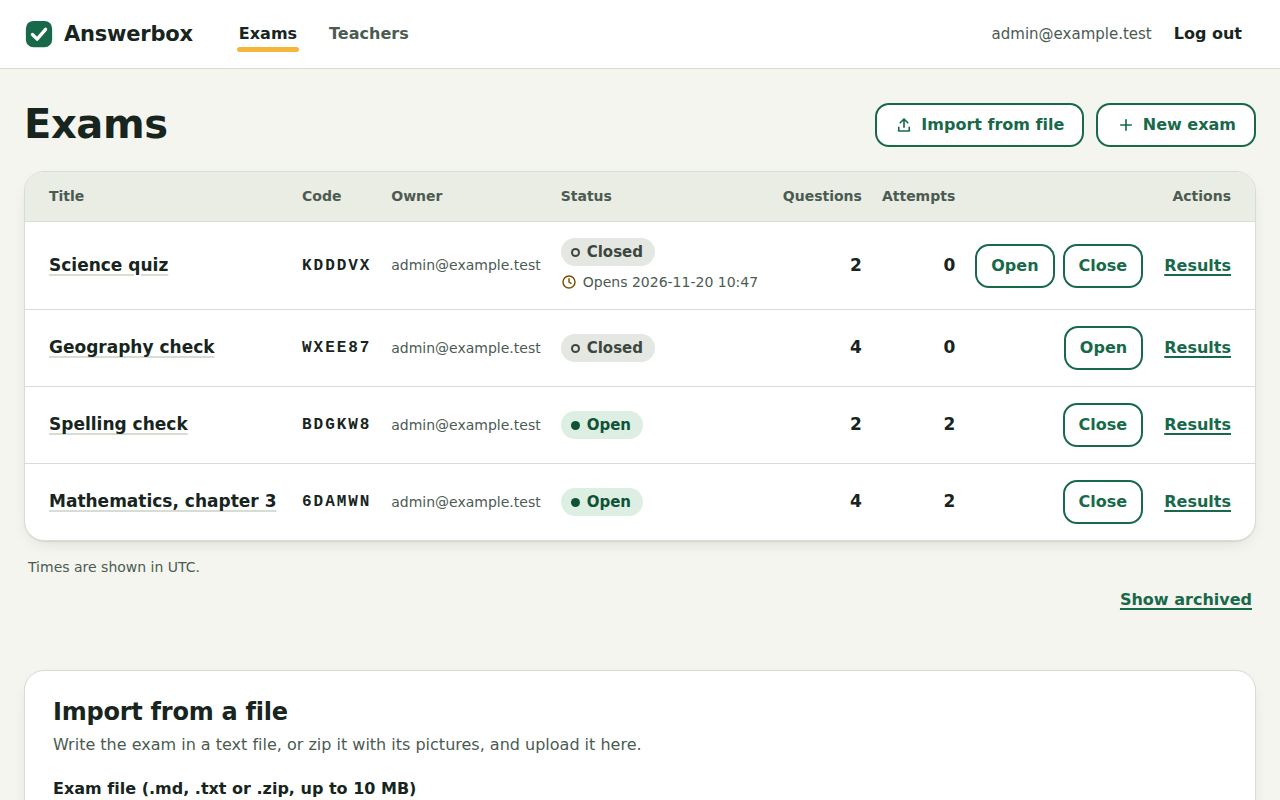 Answerbox Exams Teachers admin@example.test Log out
Exams Import from file New exam
Title Code Owner Status Questions Attempts Actions
Science quiz KDDDVX admin@example.test Closed 2 0 Open Close Results
Opens 2026-11-20 10:47
Geography check WXEE87 admin@example.test Closed 4 0 Open Results
Spelling check BDGKW8 admin@example.test Open 2 2 Close Results
Mathematics, chapter 3 6DAMWN admin@example.test Open 4 2 Close Results
Times are shown in UTC.
Show archived
Import from a file
Write the exam in a text file, or zip it with its pictures, and upload it here.
Exam file (.md, .txt or .zip, up to 10 MB)